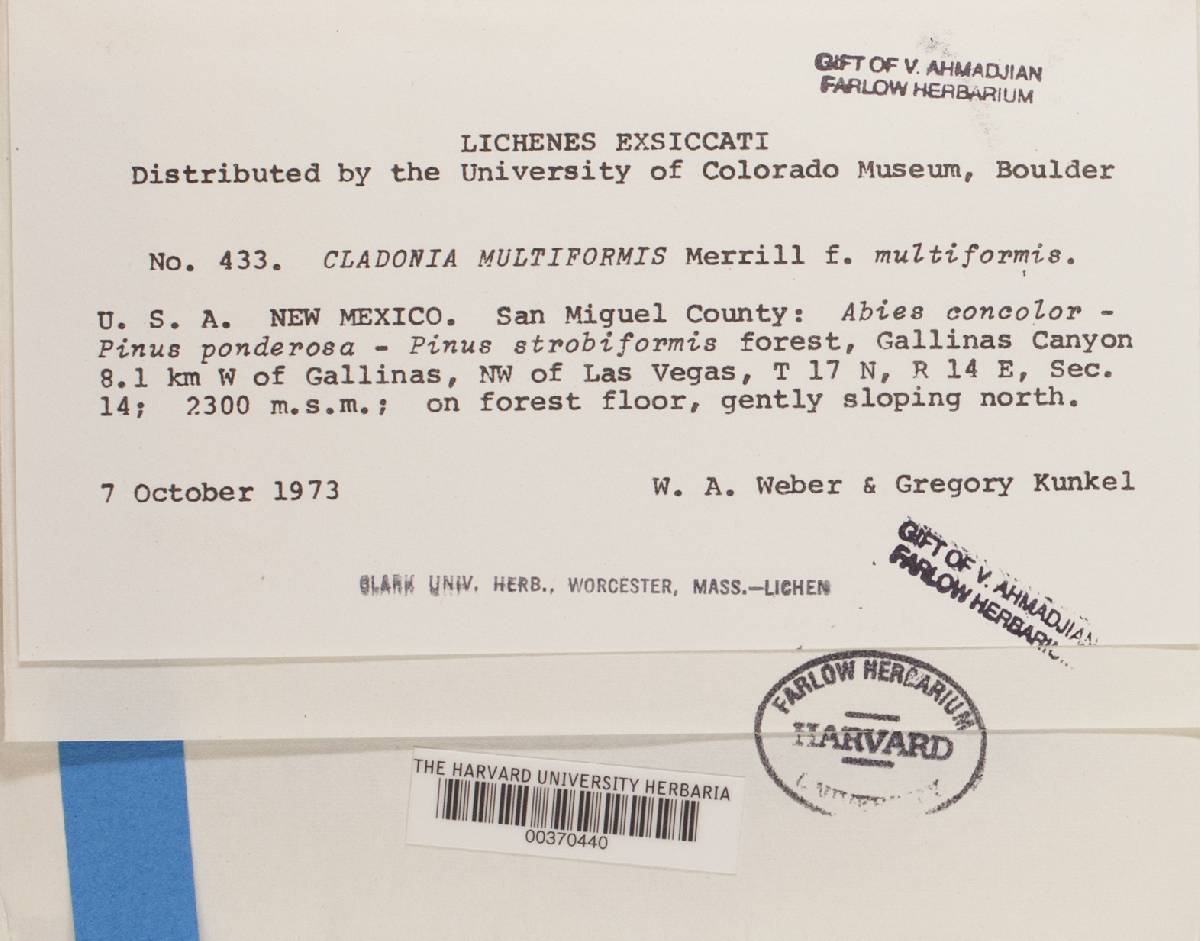 GIFT OF V. AHMADJIAN
FARLOW HERBARIUM
LICHENES EXSICCATI
Distributed by the University of Colorado Museum, Boulder
No. 433. CLADONIA MULTIFORMIS Merrill f. multiformis.
U. S. A. NEW MEXICO. San Miguel County: Abies concolor -
Pinus ponderosa - Pinus strobiformis forest, Gallinas Canyon
8.1 km W of Gallinas, NW of Las Vegas, T 17 N, R 14 E, Sec.
14; 2300 m.s.m.; on forest floor, gently sloping north.
7 October 1973 W. A. Weber & Gregory Kunkel
GIFT OF V. AHMADJIAN
FARLOW HERBARIUM
CLARK UNIV. HERB., WORCESTER, MASS.—LICHEN
FARLOW HERBARIUM
HARVARD
THE HARVARD UNIVERSITY HERBARIA
00370440